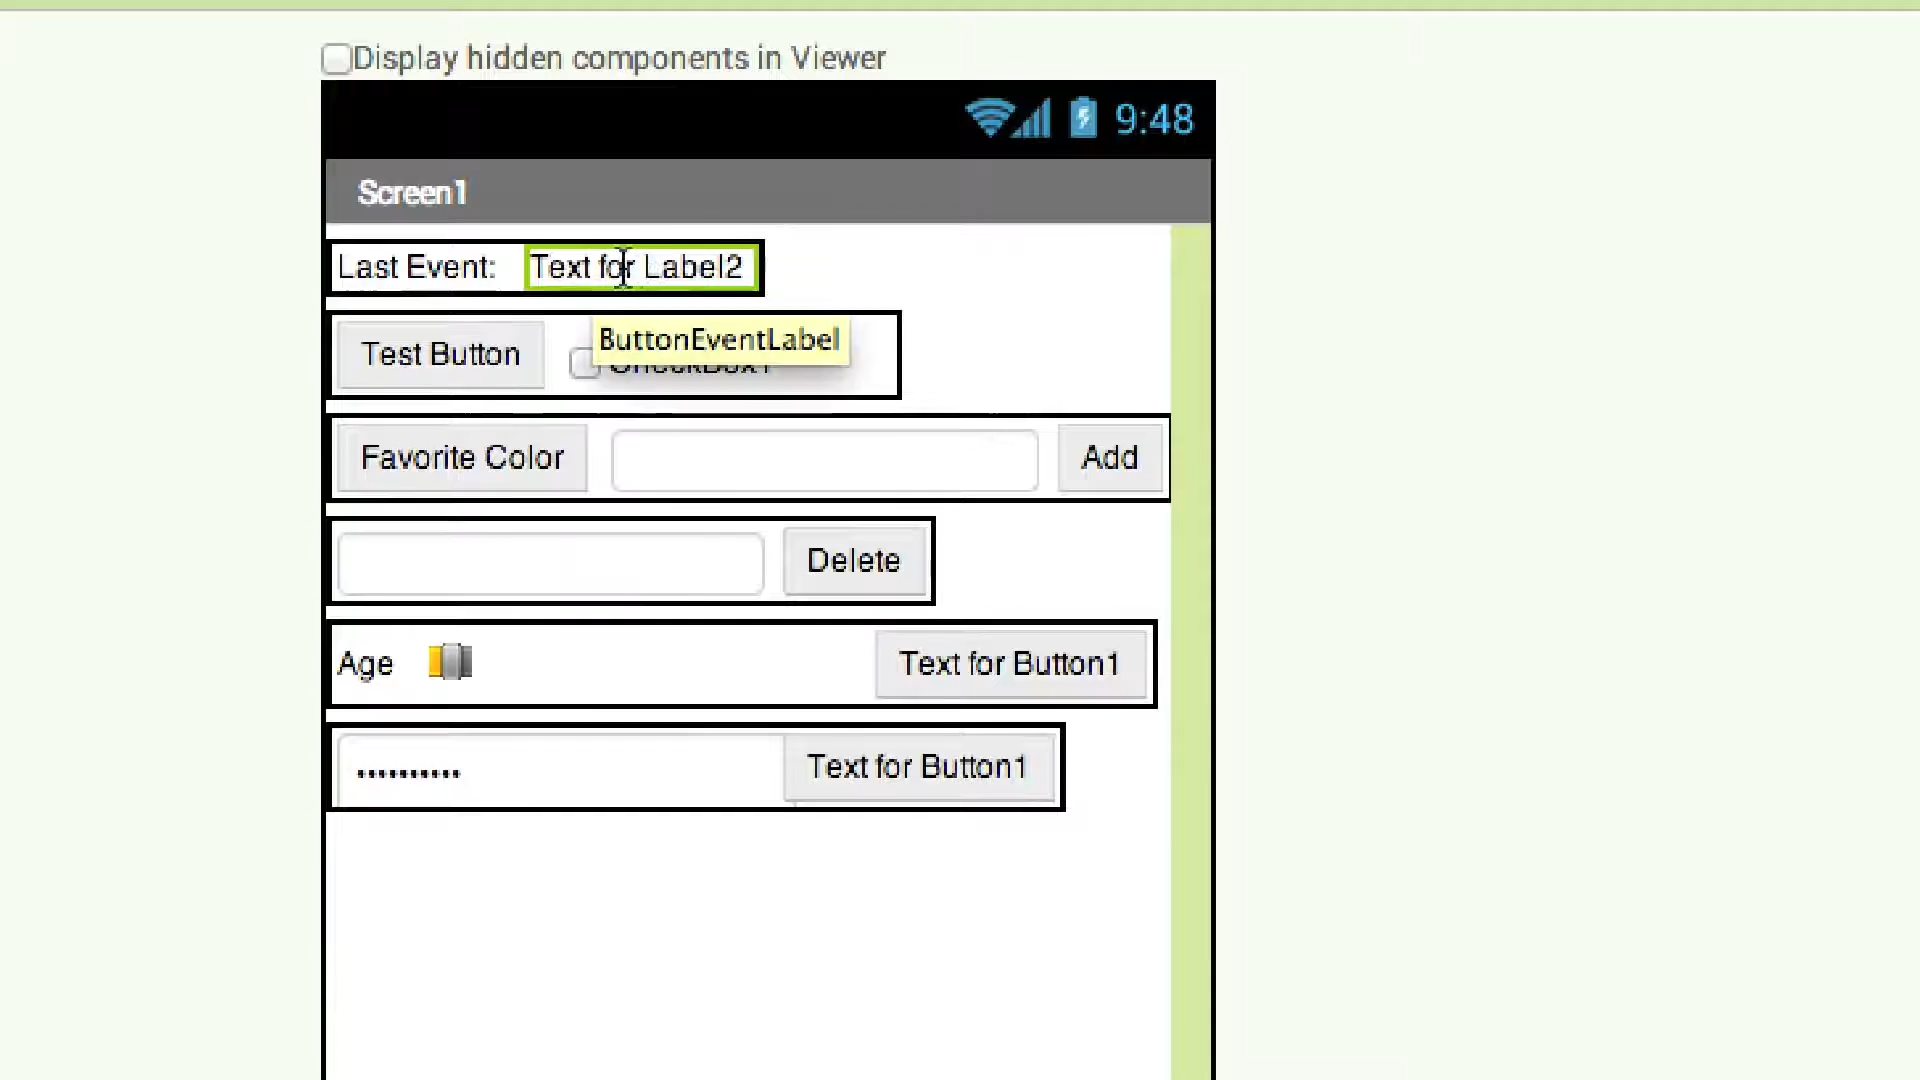 Display hidden components in Viewer
9:48
Screen1
Last Event: Text for Label2
ButtonEventLabel
Test Button CheckBox1
Favorite Color Add
Delete
Age Text for Button1
•••••••••• Text for Button1